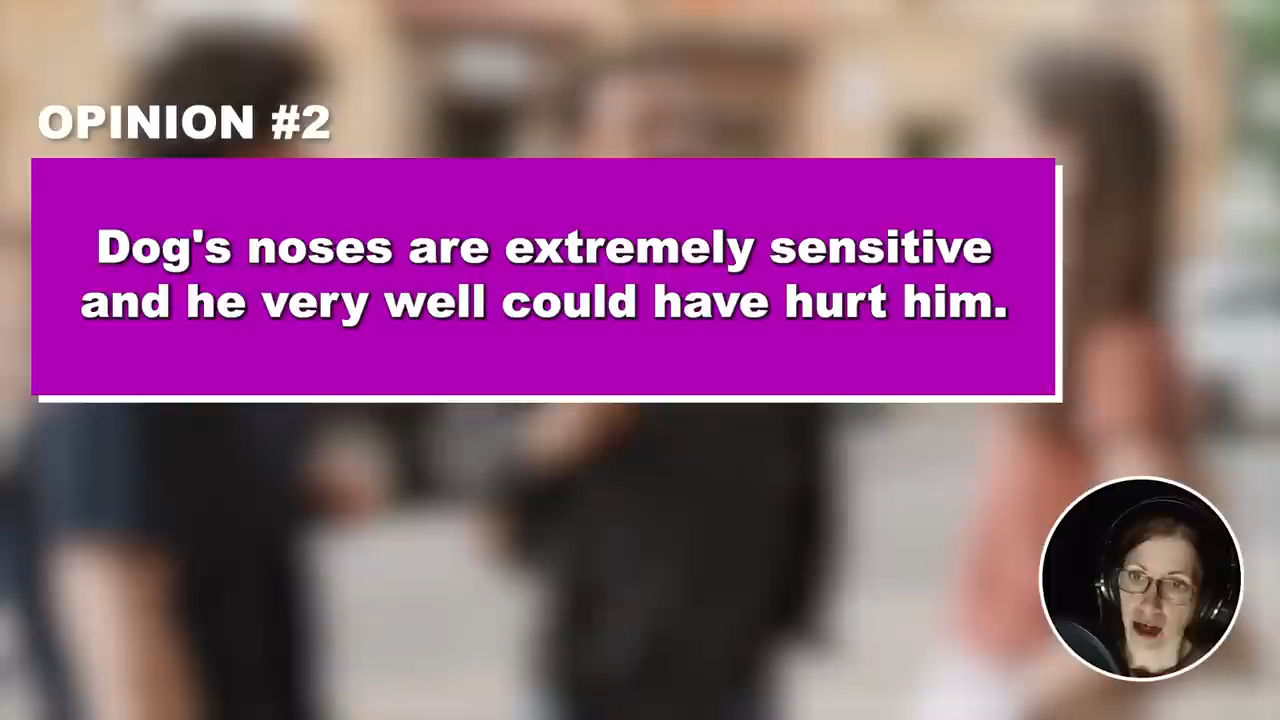 OPINION #2
Dog's noses are extremely sensitive
and he very well could have hurt him.